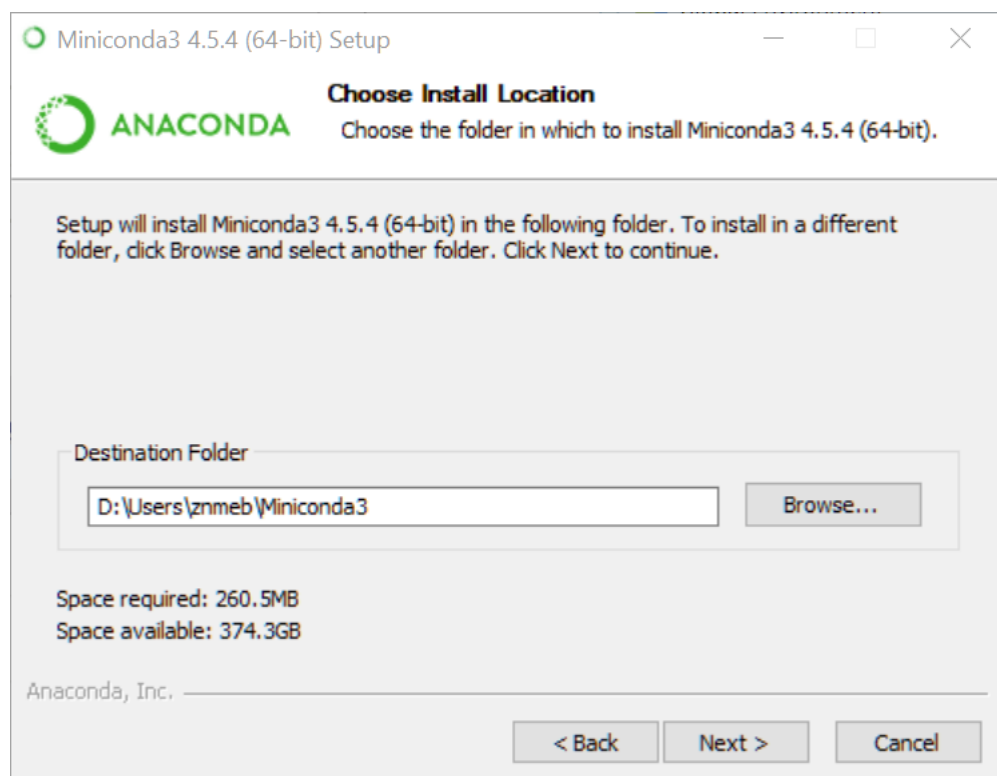 Miniconda3 4.5.4 (64-bit) Setup
ANACONDA
Choose Install Location
Choose the folder in which to install Miniconda3 4.5.4 (64-bit).
Setup will install Miniconda3 4.5.4 (64-bit) in the following folder. To install in a different
folder, click Browse and select another folder. Click Next to continue.
Destination Folder
D:\Users\znmeb\Miniconda3
Browse...
Space required: 260.5MB
Space available: 374.3GB
Anaconda, Inc.
< Back
Next >
Cancel